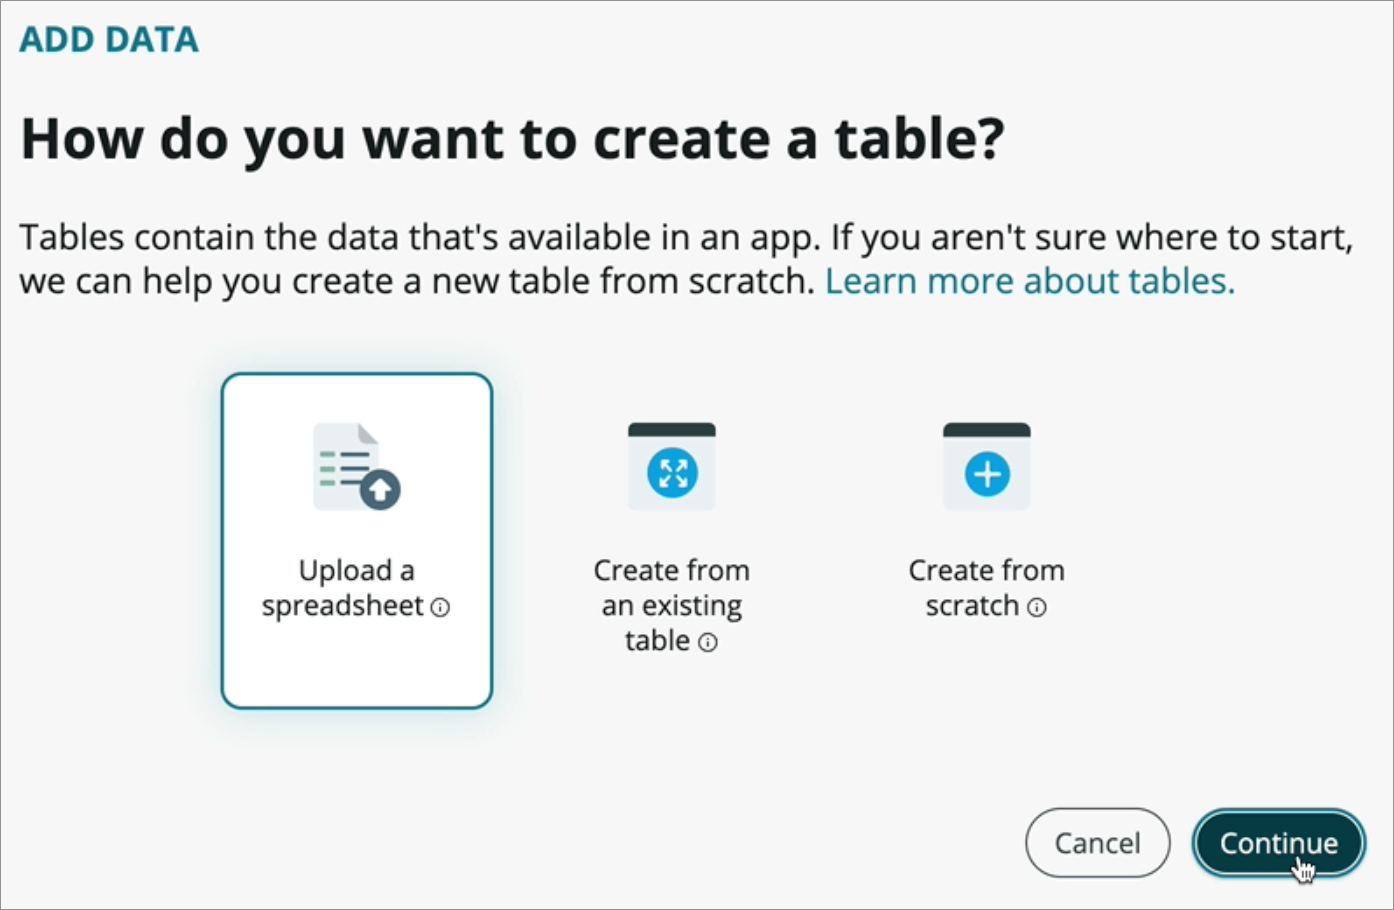 ADD DATA
How do you want to create a table?
Tables contain the data that's available in an app. If you aren't sure where to start,
we can help you create a new table from scratch. Learn more about tables.
Upload a
spreadsheet
Create from
an existing
table
Create from
scratch
Cancel
Continue